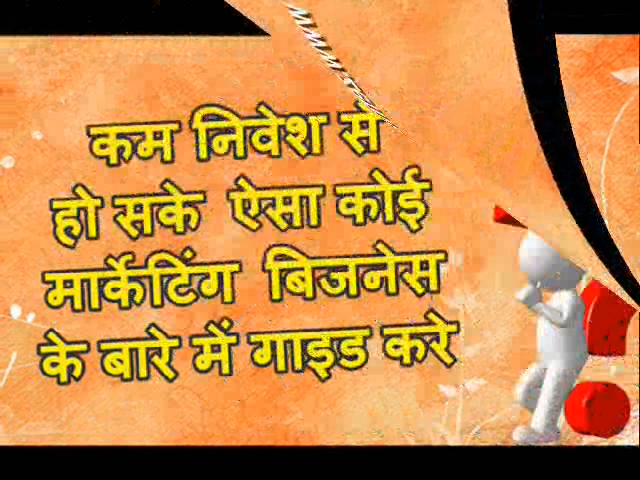 कम निवेश से
हो सके ऐसा कोई
मार्केटिंग बिजनेस
के बारे में गाइड करे